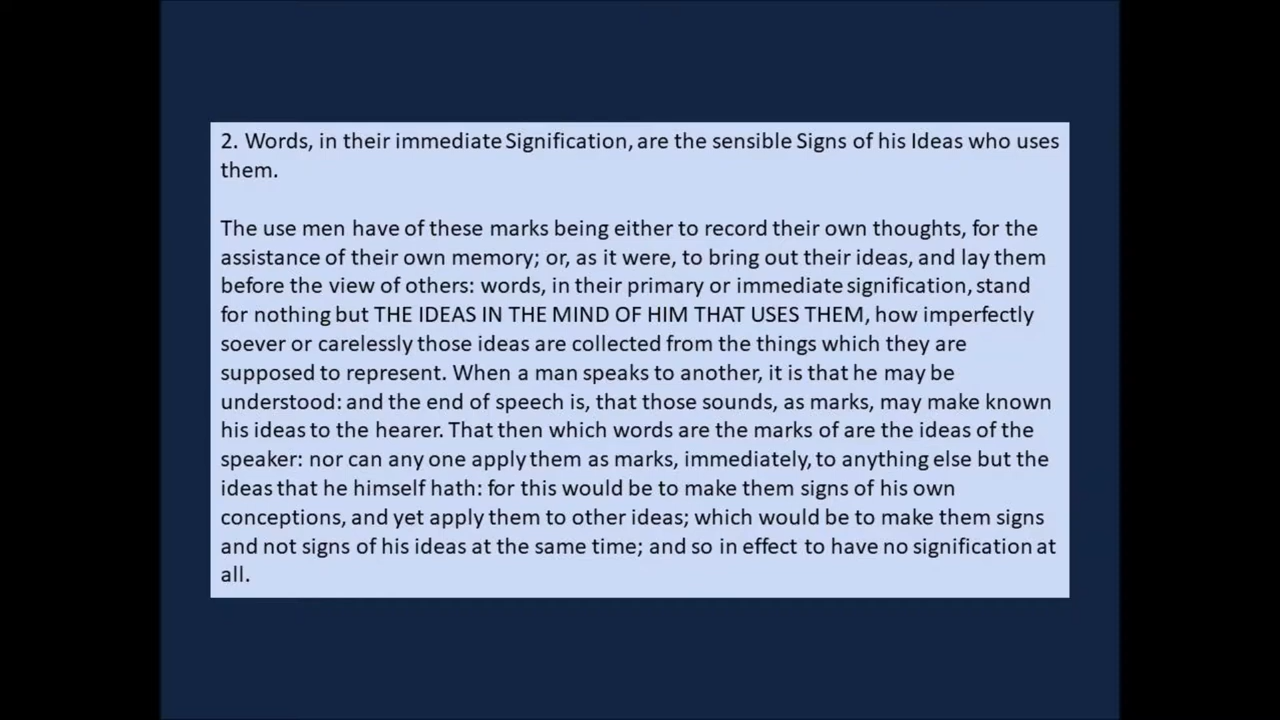 2. Words, in their immediate Signification, are the sensible Signs of his Ideas who uses
them.
The use men have of these marks being either to record their own thoughts, for the
assistance of their own memory; or, as it were, to bring out their ideas, and lay them
before the view of others: words, in their primary or immediate signification, stand
for nothing but THE IDEAS IN THE MIND OF HIM THAT USES THEM, how imperfectly
soever or carelessly those ideas are collected from the things which they are
supposed to represent. When a man speaks to another, it is that he may be
understood: and the end of speech is, that those sounds, as marks, may make known
his ideas to the hearer. That then which words are the marks of are the ideas of the
speaker: nor can any one apply them as marks, immediately, to anything else but the
ideas that he himself hath: for this would be to make them signs of his own
conceptions, and yet apply them to other ideas; which would be to make them signs
and not signs of his ideas at the same time; and so in effect to have no signification at
all.